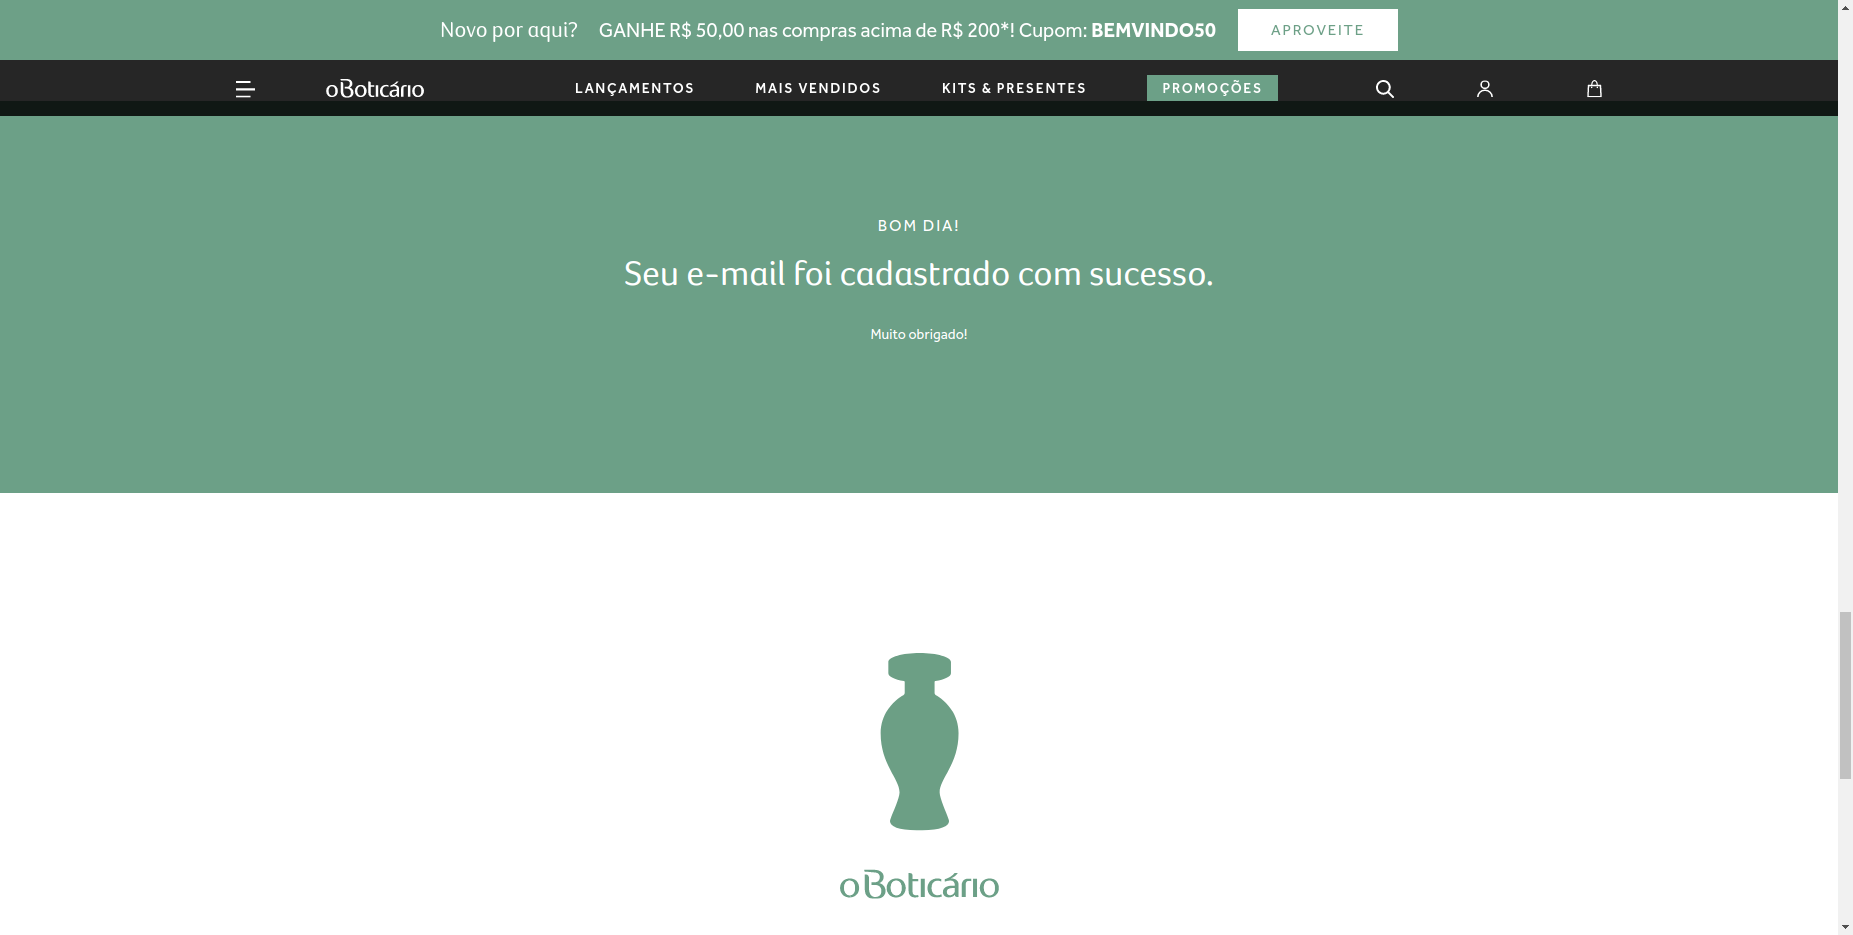 Novo por aqui? GANHE R$ 50,00 nas compras acima de R$ 200*! Cupom: BEMVINDO50 APROVEITE
oBoticário LANÇAMENTOS MAIS VENDIDOS KITS & PRESENTES PROMOÇÕES
BOM DIA!
Seu e-mail foi cadastrado com sucesso.
Muito obrigado!
oBoticário